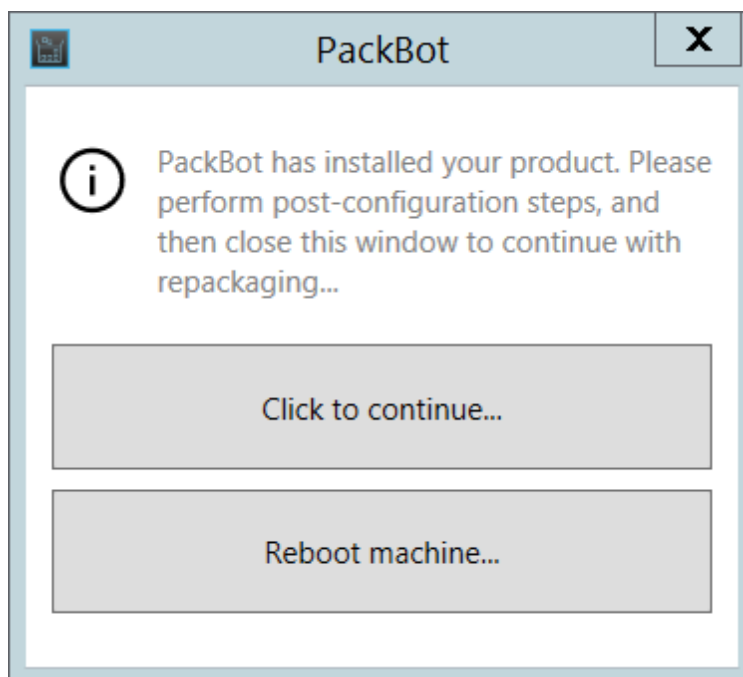 PackBot
X
PackBot has installed your product. Please
perform post-configuration steps, and
then close this window to continue with
repackaging...
Click to continue...
Reboot machine...